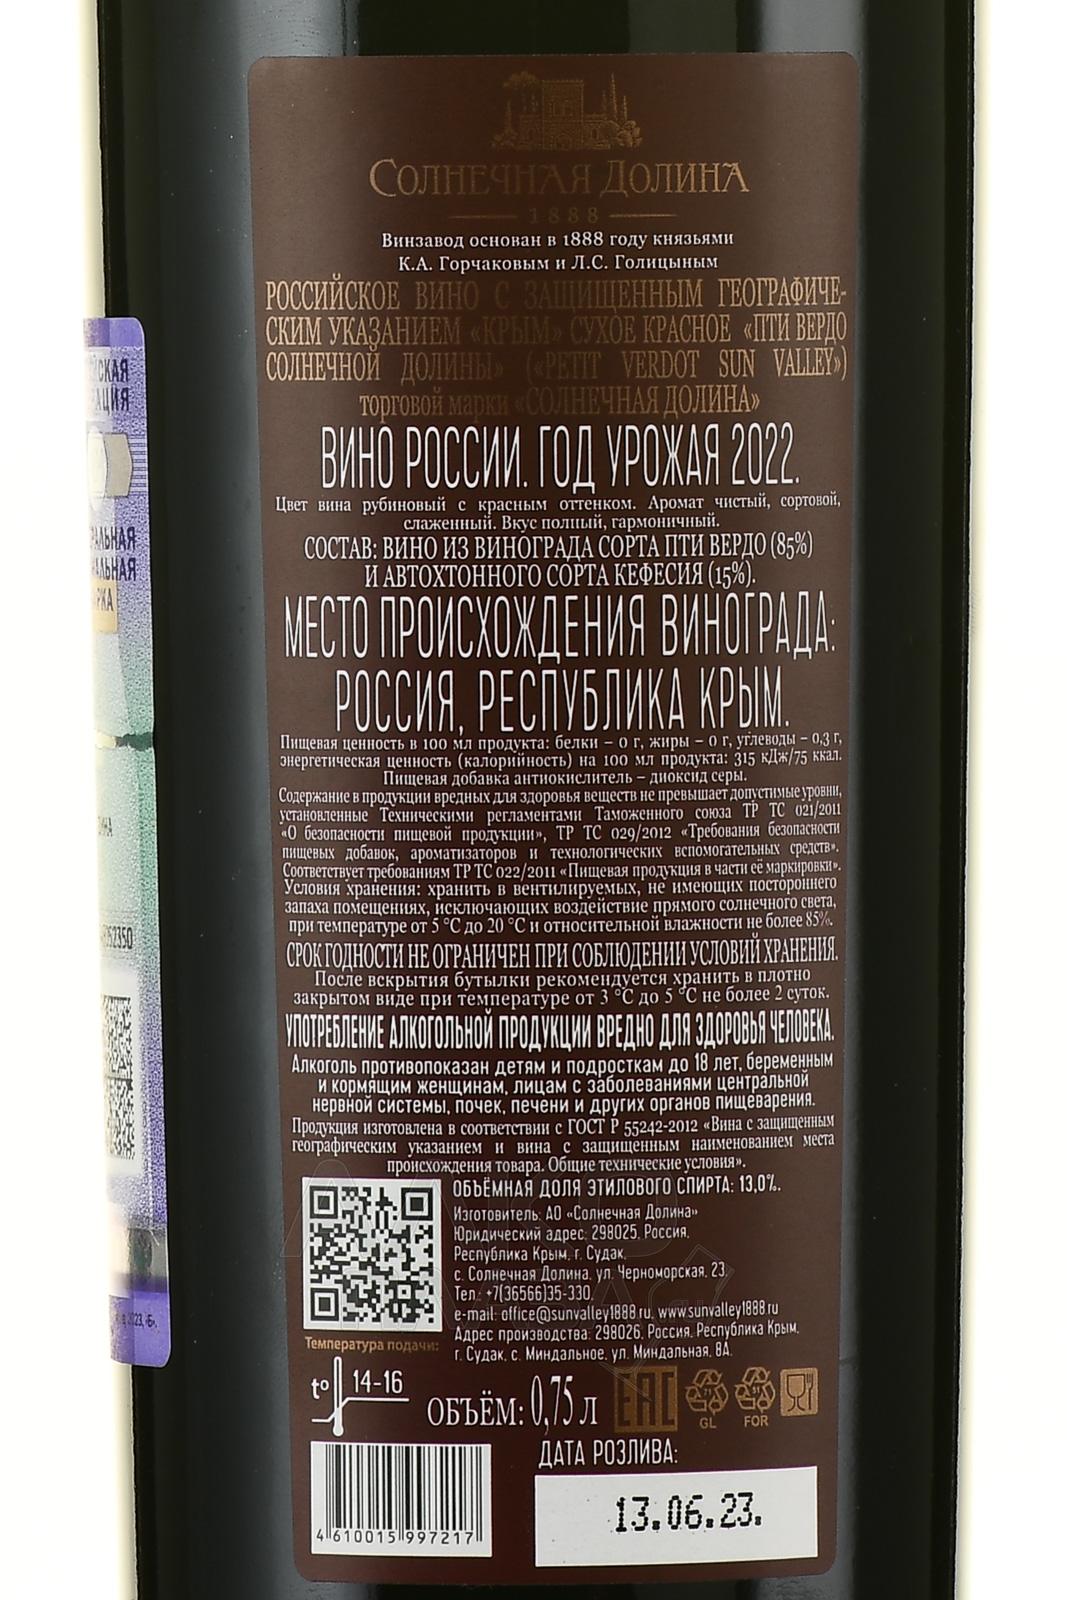 СОЛНЕЧНАЯ ДОЛИНА
1888
Винзавод основан в 1888 году князьями
К.А. Горчаковым и Л.С. Голицыным
РОССИЙСКОЕ ВИНО С ЗАЩИЩЕННЫМ ГЕОГРАФИЧЕ-
СКИМ УКАЗАНИЕМ «КРЫМ» СУХОЕ КРАСНОЕ «ПТИ ВЕРДО
СОЛНЕЧНОЙ ДОЛИНЫ» («PETIT VERDOT SUN VALLEY»)
торговой марки «СОЛНЕЧНАЯ ДОЛИНА»
ВИНО РОССИИ. ГОД УРОЖАЯ 2022.
Цвет вина рубиновый с красным оттенком. Аромат чистый, сортовой,
слаженный. Вкус полный, гармоничный.
СОСТАВ: ВИНО ИЗ ВИНОГРАДА СОРТА ПТИ ВЕРДО (85%)
И АВТОХТОННОГО СОРТА КЕФЕСИЯ (15%).
МЕСТО ПРОИСХОЖДЕНИЯ ВИНОГРАДА:
РОССИЯ, РЕСПУБЛИКА КРЫМ.
Пищевая ценность в 100 мл продукта: белки – 0 г, жиры – 0 г, углеводы – 0,3 г,
энергетическая ценность (калорийность) на 100 мл продукта: 315 кДж/75 ккал.
Пищевая добавка антиокислитель – диоксид серы.
Содержание в продукции вредных для здоровья веществ не превышает допустимые уровни,
установленные Техническими регламентами Таможенного союза ТР ТС 021/2011
«О безопасности пищевой продукции», ТР ТС 029/2012 «Требования безопасности
пищевых добавок, ароматизаторов и технологических вспомогательных средств».
Соответствует требованиям ТР ТС 022/2011 «Пищевая продукция в части её маркировки».
Условия хранения: хранить в вентилируемых, не имеющих постороннего
запаха помещениях, исключающих воздействие прямого солнечного света,
при температуре от 5 °С до 20 °С и относительной влажности не более 85%.
СРОК ГОДНОСТИ НЕ ОГРАНИЧЕН ПРИ СОБЛЮДЕНИИ УСЛОВИЙ ХРАНЕНИЯ.
После вскрытия бутылки рекомендуется хранить в плотно
закрытом виде при температуре от 3 °С до 5 °С не более 2 суток.
УПОТРЕБЛЕНИЕ АЛКОГОЛЬНОЙ ПРОДУКЦИИ ВРЕДНО ДЛЯ ЗДОРОВЬЯ ЧЕЛОВЕКА.
Алкоголь противопоказан детям и подросткам до 18 лет, беременным
и кормящим женщинам, лицам с заболеваниями центральной
нервной системы, почек, печени и других органов пищеварения.
Продукция изготовлена в соответствии с ГОСТ Р 55242-2012 «Вина с защищенным
географическим указанием и вина с защищенным наименованием места
происхождения товара. Общие технические условия».
ОБЪЁМНАЯ ДОЛЯ ЭТИЛОВОГО СПИРТА: 13,0%.
Изготовитель: АО «Солнечная Долина»
Юридический адрес: 298025, Россия,
Республика Крым, г. Судак,
с. Солнечная Долина, ул. Черноморская, 23.
Тел.: +7(36566)35-330,
e-mail: office@sunvalley1888.ru, www.sunvalley1888.ru
Адрес производства: 298026, Россия, Республика Крым,
г. Судак, с. Миндальное, ул. Миндальная, 8А.
Температура подачи:
t° 14-16
ОБЪЁМ: 0,75 л
EAC
GL
FOR
ДАТА РОЗЛИВА:
13.06.23.
4 610015 997217
СКАЯ
АЦИЯ
РАЛЬНАЯ
АЛЬНАЯ
РКА
52350